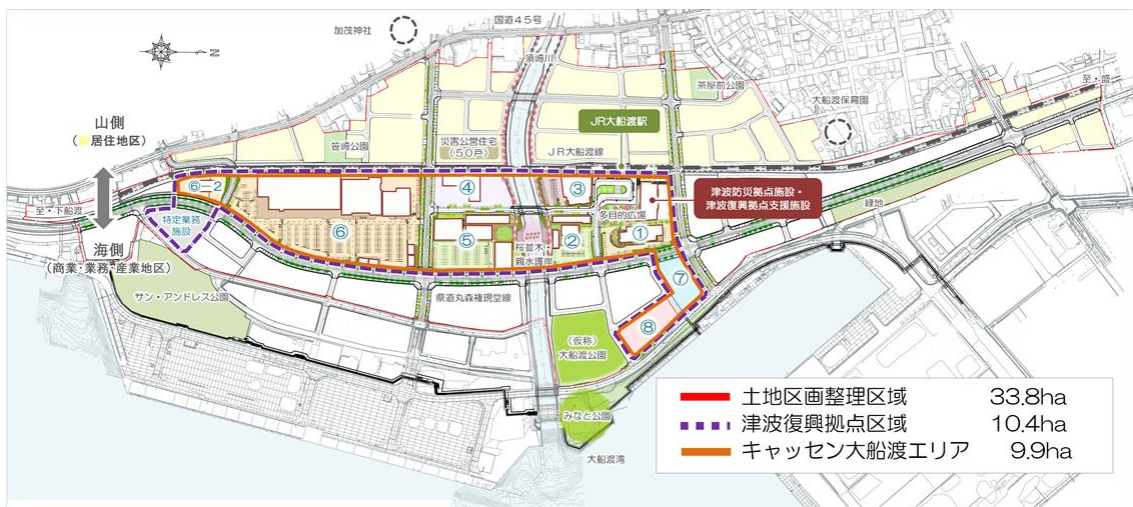 国道45号
加茂神社
須崎川
茶屋前公園
大船渡保育園
至・盛
N
山側
(居住地区)
JR大船渡駅
笹崎公園
災害公営住宅
(50戸)
JR大船渡線
⑥-2
④
③
津波防災拠点施設・
津波復興拠点支援施設
緑地
多目的広場
至・下船渡
特定業務
施設
⑥
⑤
桜並木
親水護岸
②
①
海側
(商業・業務・産業地区)
⑦
サン・アンドレス公園
県道丸森権現堂線
⑧
(仮称)
大船渡公園
みなと公園
大船渡湾
土地区画整理区域 33.8ha
津波復興拠点区域 10.4ha
キャッセン大船渡エリア 9.9ha